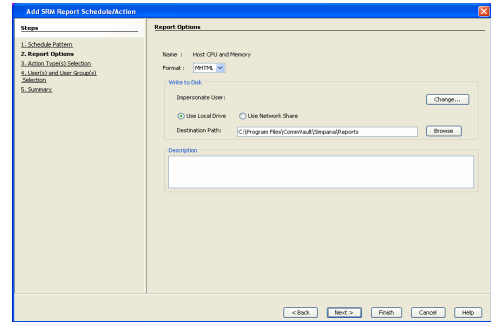 Add SRM Report Schedule/Action
Steps
1. Schedule Pattern
2. Report Options
3. Action Type(s) Selection
4. User(s) and User Group(s)
Selection
5. Summary
Report Options
Name : Host CPU and Memory
Format : MHTML
Write to Disk
Impersonate User:
Change...
Use Local Drive Use Network Share
Destination Path: C:\Program Files\CommVault\Simpana\Reports Browse
Description
< Back Next > Finish Cancel Help